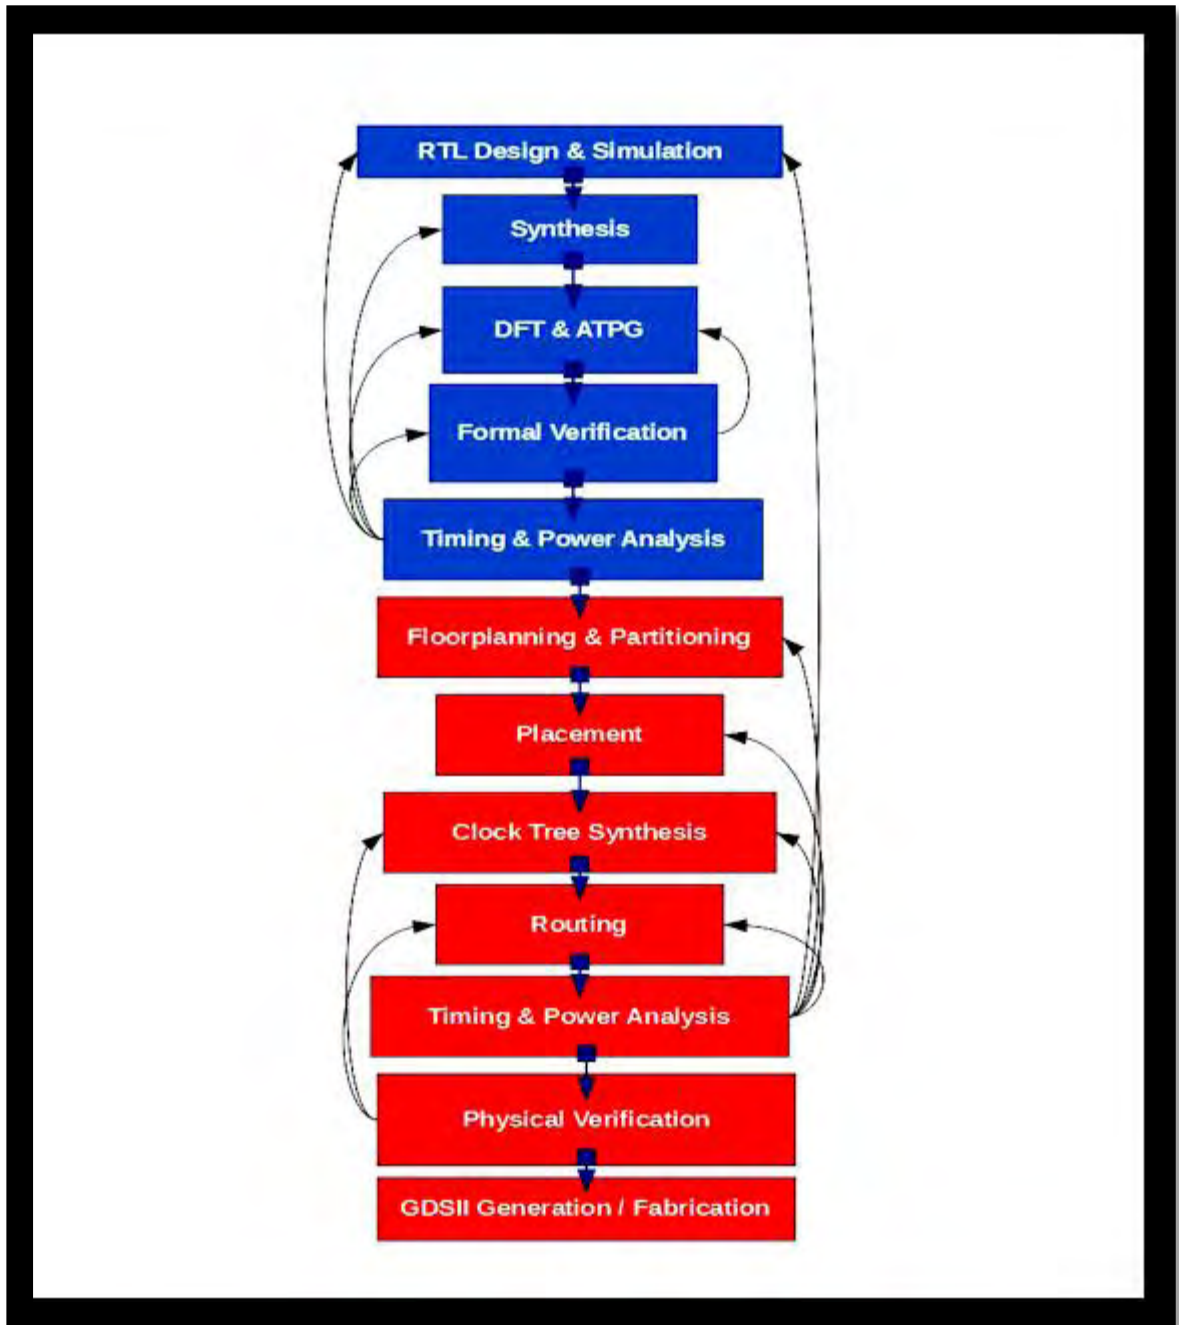 RTL Design & Simulation
Synthesis
DFT & ATPG
Formal Verification
Timing & Power Analysis
Floorplanning & Partitioning
Placement
Clock Tree Synthesis
Routing
Timing & Power Analysis
Physical Verification
GDSII Generation / Fabrication